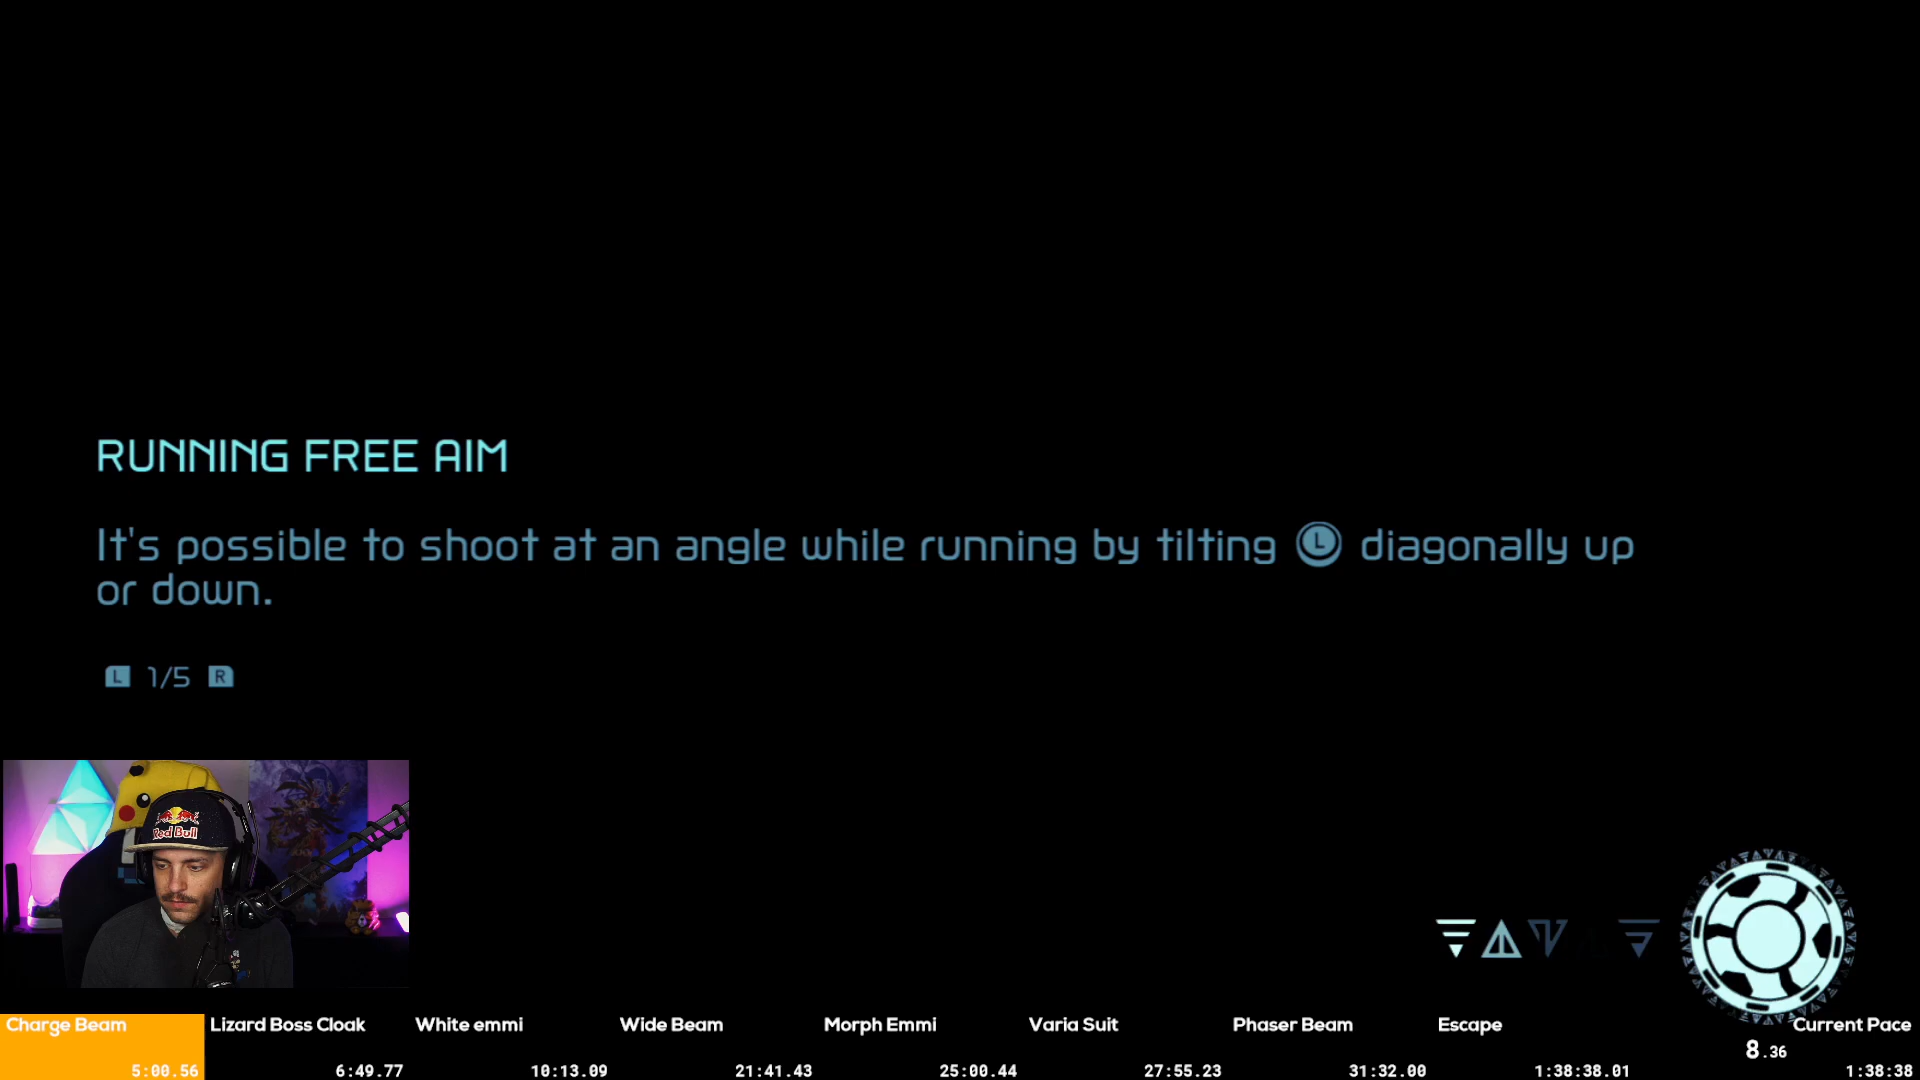 RUNNING FREE AIM
It's possible to shoot at an angle while running by tilting L diagonally up
or down.
L 1/5 R
Red Bull
Charge Beam Lizard Boss Cloak White emmi Wide Beam Morph Emmi Varia Suit Phaser Beam Escape Current Pace
8.36
5:00.56 6:49.77 10:13.09 21:41.43 25:00.44 27:55.23 31:32.00 1:38:38.01 1:38:38